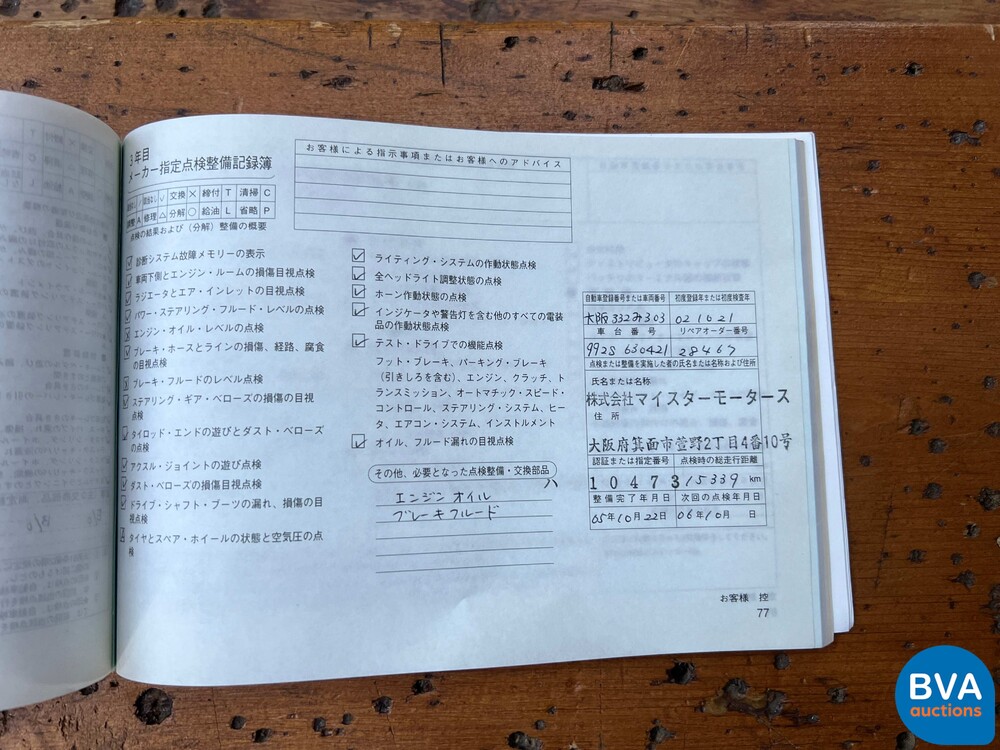 3年目
メーカー指定点検整備記録簿
交換 × 締付 T 清掃 C
調整 A 修理 △ 分解 ○ 給油 L 省略 P
点検の結果および（分解）整備の概要
診断システム故障メモリーの表示
車両下側とエンジン・ルームの損傷目視点検
ラジエータとエア・インレットの目視点検
パワー・ステアリング・フルード・レベルの点検
エンジン・オイル・レベルの点検
ブレーキ・ホースとラインの損傷、経路、腐食
の目視点検
ブレーキ・フルードのレベル点検
ステアリング・ギア・ベローズの損傷の目視
点検
タイロッド・エンドの遊びとダスト・ベローズ
の点検
アクスル・ジョイントの遊び点検
ダスト・ベローズの損傷目視点検
ドライブ・シャフト・ブーツの漏れ、損傷の目
視点検
タイヤとスペア・ホイールの状態と空気圧の点
検
お客様による指示事項またはお客様へのアドバイス
ライティング・システムの作動状態点検
全ヘッドライト調整状態の点検
ホーン作動状態の点検
インジケータや警告灯を含む他のすべての電装
品の作動状態点検
テスト・ドライブでの機能点検
フット・ブレーキ、パーキング・ブレーキ
（引きしろを含む）、エンジン、クラッチ、ト
ランスミッション、オートマチック・スピード・
コントロール、ステアリング・システム、ヒー
タ、エアコン・システム、インストルメント
オイル、フルード漏れの目視点検
その他、必要となった点検整備・交換部品
エンジン オイル
ブレーキ フルード
自動車登録番号または車両番号 初度登録年または初度検査年
大阪 332み303 02 10 21
車台番号 リペアオーダー番号
99ZS 630421 28467
点検または整備を実施した者の氏名または名称および住所
氏名または名称
株式会社マイスターモータース
住所
大阪府箕面市萱野2丁目4番10号
認証または指定番号 点検時の総走行距離
10473 15339 km
整備完了年月日 次回の点検年月日
05年10月22日 06年10月 日
お客様 控
77
BVA
auctions